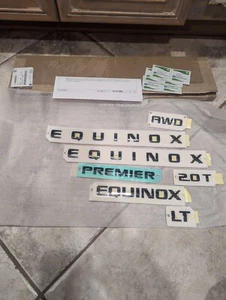 AWD
EQUINOX
EQUINOX
PREMIER
2.0T
EQUINOX
LT